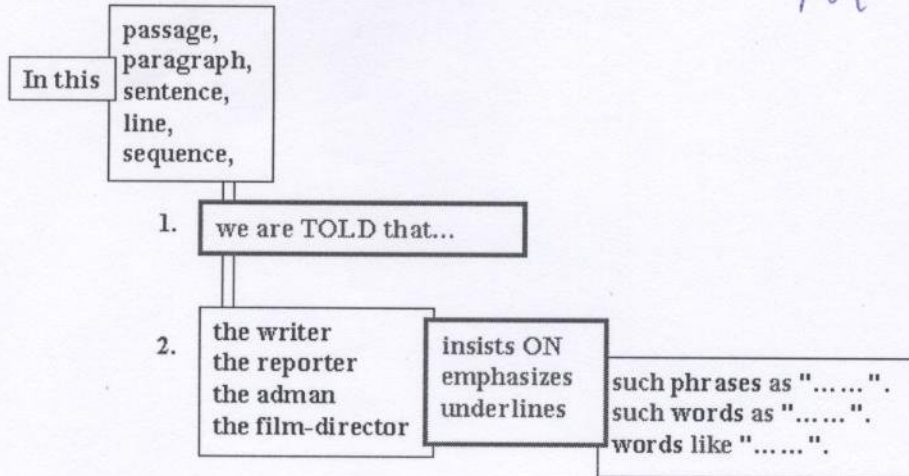 In this
passage,
paragraph,
sentence,
line,
sequence,
1. we are TOLD that...
2. the writer
the reporter
the adman
the film-director
insists ON
emphasizes
underlines
such phrases as "......".
such words as "......".
words like "......".